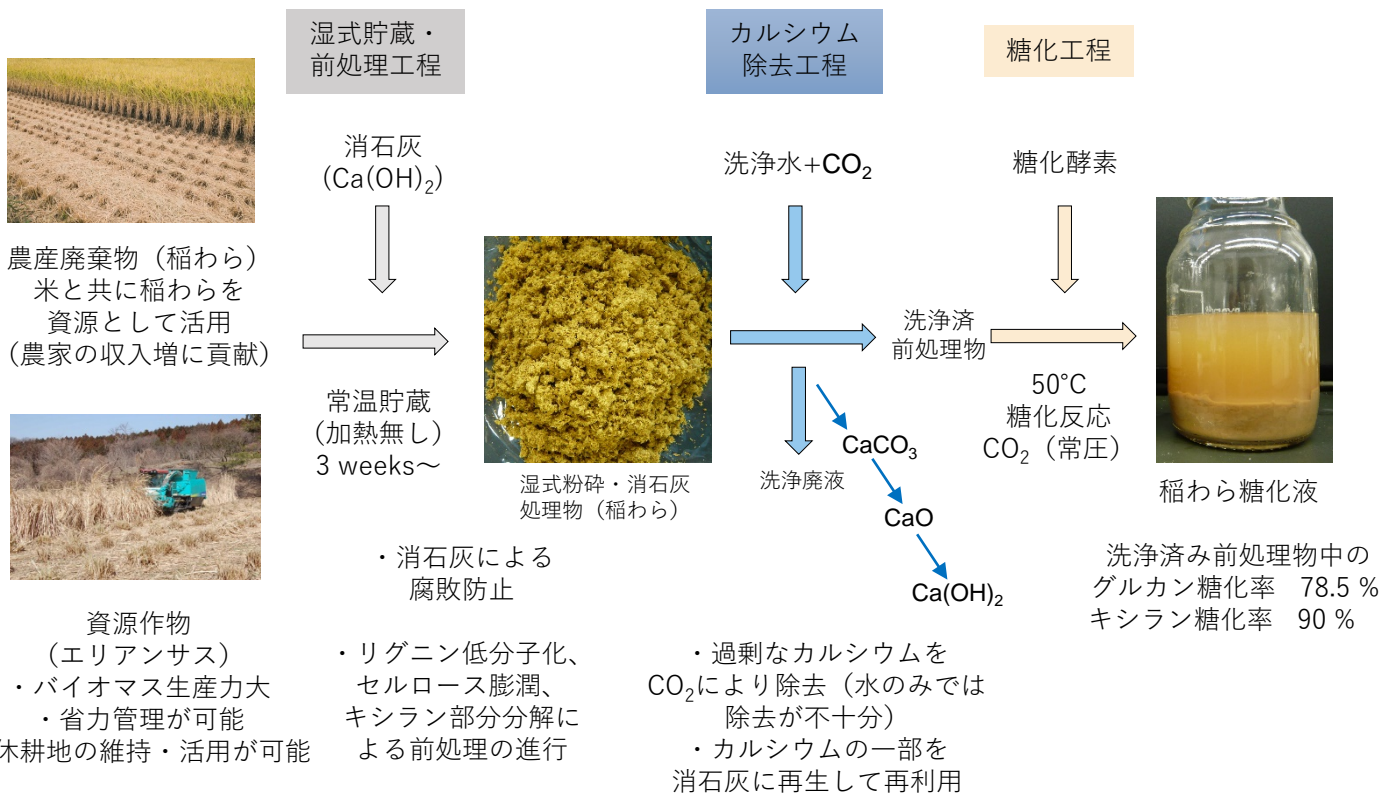 湿式貯蔵・
前処理工程
カルシウム
除去工程
糖化工程
消石灰
(Ca(OH)2)
洗浄水+CO2
糖化酵素
農産廃棄物（稲わら）
米と共に稲わらを
資源として活用
(農家の収入増に貢献)
常温貯蔵
(加熱無し)
3 weeks～
湿式粉砕・消石灰
処理物（稲わら）
洗浄済
前処理物
洗浄廃液
CaCO3
CaO
Ca(OH)2
50℃
糖化反応
CO2（常圧）
稲わら糖化液
洗浄済み前処理物中の
グルカン糖化率　78.5 %
キシラン糖化率　90 %
資源作物
（エリアンサス）
・バイオマス生産力大
・省力管理が可能
休耕地の維持・活用が可能
・消石灰による
腐敗防止
・リグニン低分子化、
セルロース膨潤、
キシラン部分分解に
よる前処理の進行
・過剰なカルシウムを
CO2により除去（水のみでは
除去が不十分）
・カルシウムの一部を
消石灰に再生して再利用